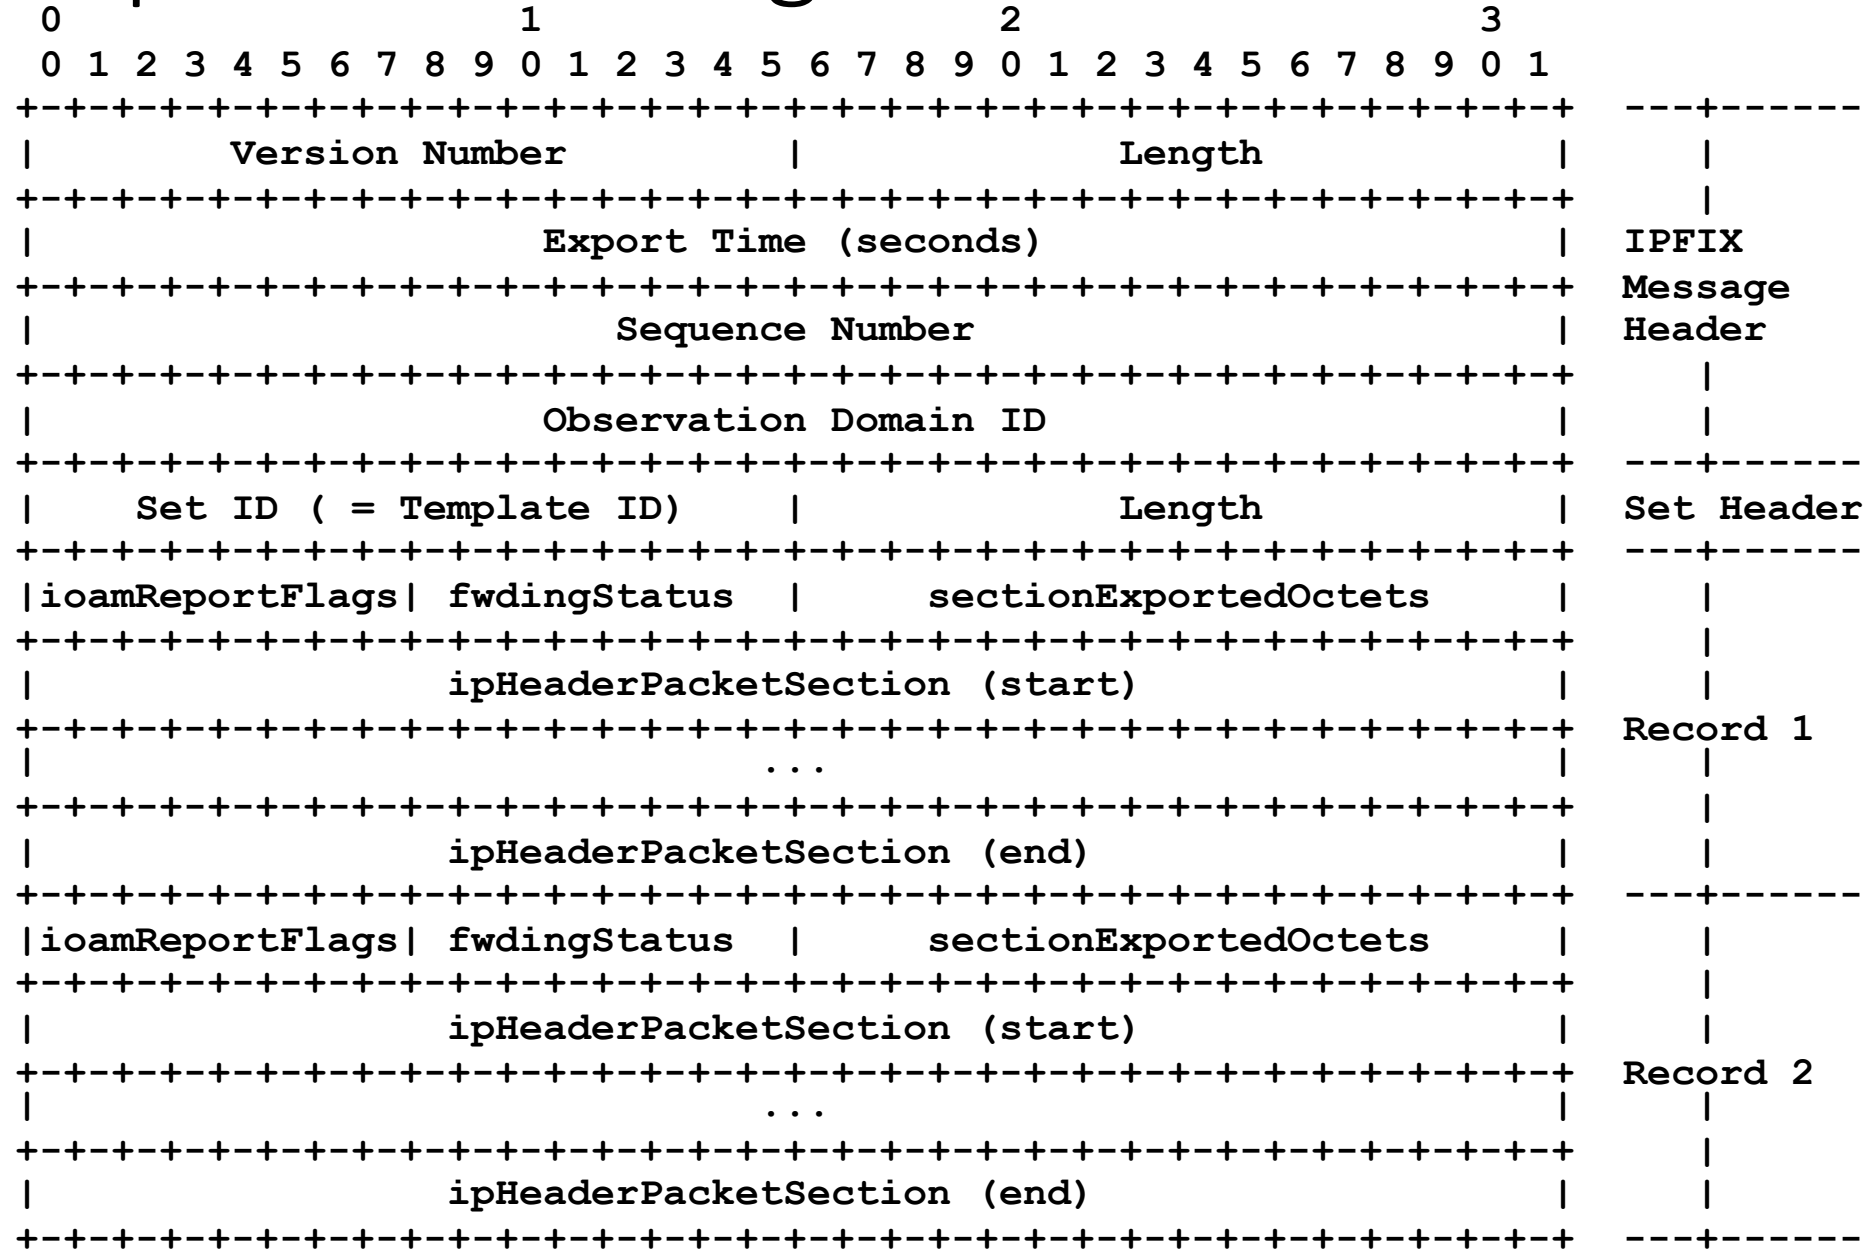 0                   1                   2                   3
 0 1 2 3 4 5 6 7 8 9 0 1 2 3 4 5 6 7 8 9 0 1 2 3 4 5 6 7 8 9 0 1
+-+-+-+-+-+-+-+-+-+-+-+-+-+-+-+-+-+-+-+-+-+-+-+-+-+-+-+-+-+-+-+-+  ---+------
|        Version Number         |             Length            |     |
+-+-+-+-+-+-+-+-+-+-+-+-+-+-+-+-+-+-+-+-+-+-+-+-+-+-+-+-+-+-+-+-+     |
|                     Export Time (seconds)                     |  IPFIX
+-+-+-+-+-+-+-+-+-+-+-+-+-+-+-+-+-+-+-+-+-+-+-+-+-+-+-+-+-+-+-+-+  Message
|                        Sequence Number                        |  Header
+-+-+-+-+-+-+-+-+-+-+-+-+-+-+-+-+-+-+-+-+-+-+-+-+-+-+-+-+-+-+-+-+     |
|                     Observation Domain ID                     |     |
+-+-+-+-+-+-+-+-+-+-+-+-+-+-+-+-+-+-+-+-+-+-+-+-+-+-+-+-+-+-+-+-+  ---+------
|    Set ID ( = Template ID)    |             Length            |  Set Header
+-+-+-+-+-+-+-+-+-+-+-+-+-+-+-+-+-+-+-+-+-+-+-+-+-+-+-+-+-+-+-+-+  ---+------
|ioamReportFlags| fwdingStatus  |     sectionExportedOctets     |     |
+-+-+-+-+-+-+-+-+-+-+-+-+-+-+-+-+-+-+-+-+-+-+-+-+-+-+-+-+-+-+-+-+     |
|                 ipHeaderPacketSection (start)                 |     |
+-+-+-+-+-+-+-+-+-+-+-+-+-+-+-+-+-+-+-+-+-+-+-+-+-+-+-+-+-+-+-+-+  Record 1
|                              ...                              |     |
+-+-+-+-+-+-+-+-+-+-+-+-+-+-+-+-+-+-+-+-+-+-+-+-+-+-+-+-+-+-+-+-+     |
|                 ipHeaderPacketSection (end)                   |     |
+-+-+-+-+-+-+-+-+-+-+-+-+-+-+-+-+-+-+-+-+-+-+-+-+-+-+-+-+-+-+-+-+  ---+------
|ioamReportFlags| fwdingStatus  |     sectionExportedOctets     |     |
+-+-+-+-+-+-+-+-+-+-+-+-+-+-+-+-+-+-+-+-+-+-+-+-+-+-+-+-+-+-+-+-+     |
|                 ipHeaderPacketSection (start)                 |     |
+-+-+-+-+-+-+-+-+-+-+-+-+-+-+-+-+-+-+-+-+-+-+-+-+-+-+-+-+-+-+-+-+  Record 2
|                              ...                              |     |
+-+-+-+-+-+-+-+-+-+-+-+-+-+-+-+-+-+-+-+-+-+-+-+-+-+-+-+-+-+-+-+-+     |
|                 ipHeaderPacketSection (end)                   |     |
+-+-+-+-+-+-+-+-+-+-+-+-+-+-+-+-+-+-+-+-+-+-+-+-+-+-+-+-+-+-+-+-+  ---+------